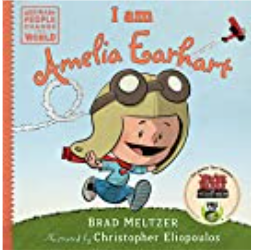 ORDINARY
PEOPLE
CHANGE
THE
WORLD
I am
Amelia Earhart
BRAD MELTZER
illustrated by Christopher Eliopoulos